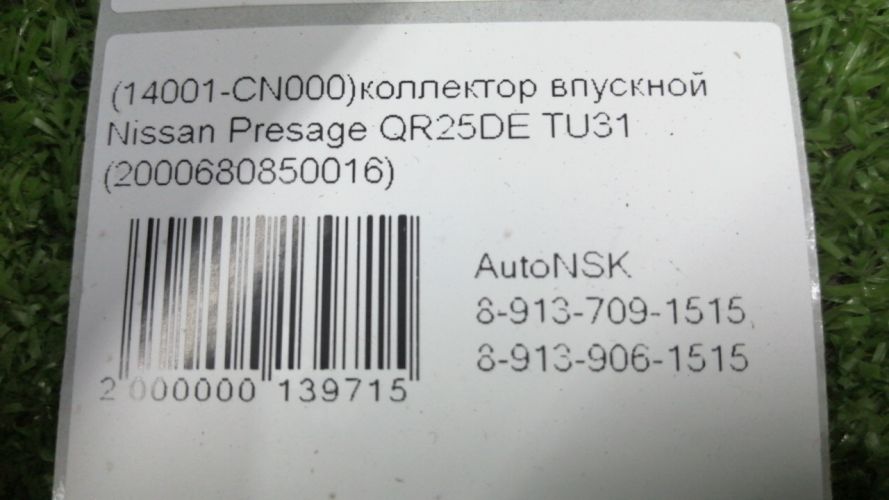 (14001-CN000)коллектор впускной
Nissan Presage QR25DE TU31
(2000680850016)
AutoNSK
8-913-709-1515
8-913-906-1515
2 000000 139715